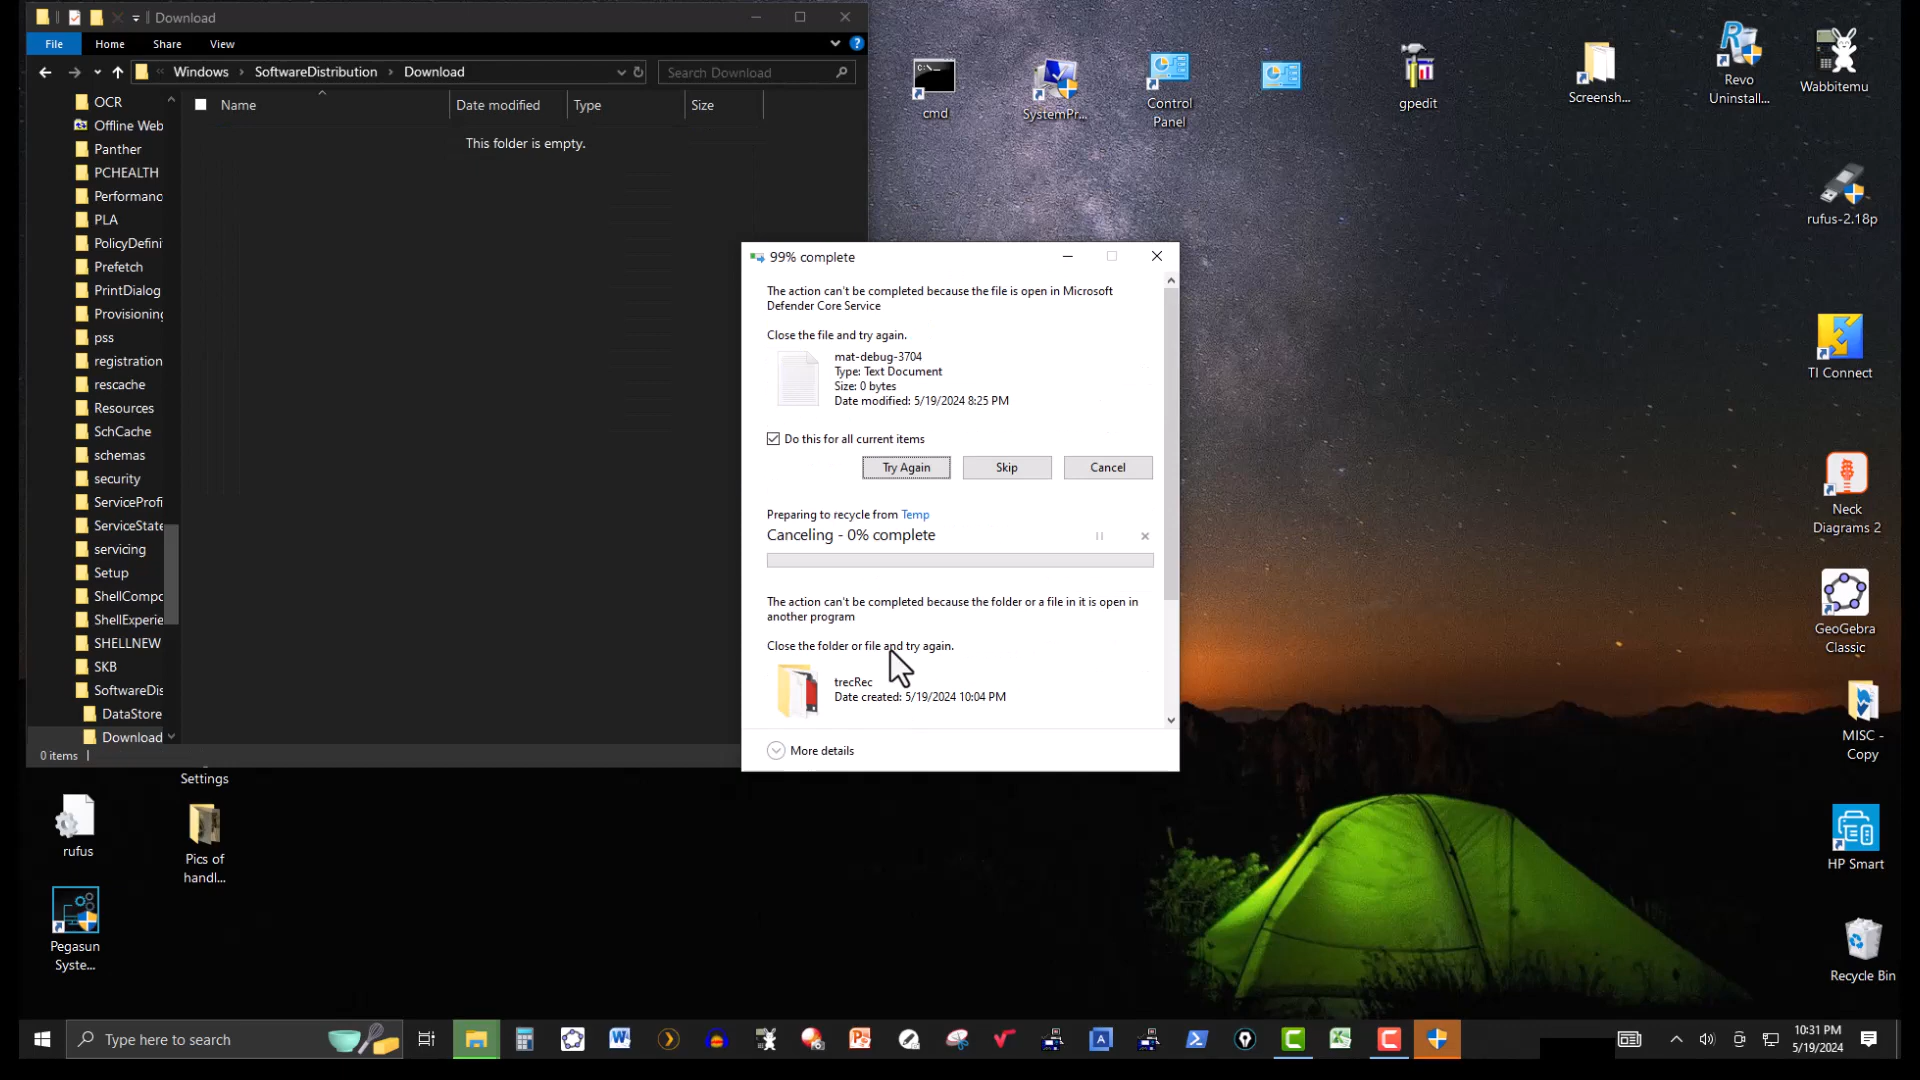 Download
File
Home
Share
View
Windows
SoftwareDistribution
Download
Search Download
Name
Date modified
Type
Size
This folder is empty.
OCR
Offline Web
Panther
PCHEALTH
Performanc
PLA
PolicyDefini
Prefetch
PrintDialog
Provisioning
pss
registration
rescache
Resources
SchCache
schemas
security
ServiceProfi
ServiceState
servicing
Setup
ShellCompo
ShellExperie
SHELLNEW
SKB
SoftwareDis
DataStore
Download
0 items
99% complete
The action can't be completed because the file is open in Microsoft
Defender Core Service
Close the file and try again.
mat-debug-3704
Type: Text Document
Size: 0 bytes
Date modified: 5/19/2024 8:25 PM
Do this for all current items
Try Again
Skip
Cancel
Preparing to recycle from Temp
Canceling - 0% complete
The action can't be completed because the folder or a file in it is open in
another program
Close the folder or file and try again.
trecRec
Date created: 5/19/2024 10:04 PM
More details
cmd
SystemPr...
Control
Panel
gpedit
Screensh...
Revo
Uninstall...
Wabbitemu
rufus-2.18p
TI Connect
Neck
Diagrams 2
GeoGebra
Classic
MISC -
Copy
HP Smart
Recycle Bin
Settings
rufus
Pics of
handl...
Pegasun
Syste...
Type here to search
10:31 PM
5/19/2024